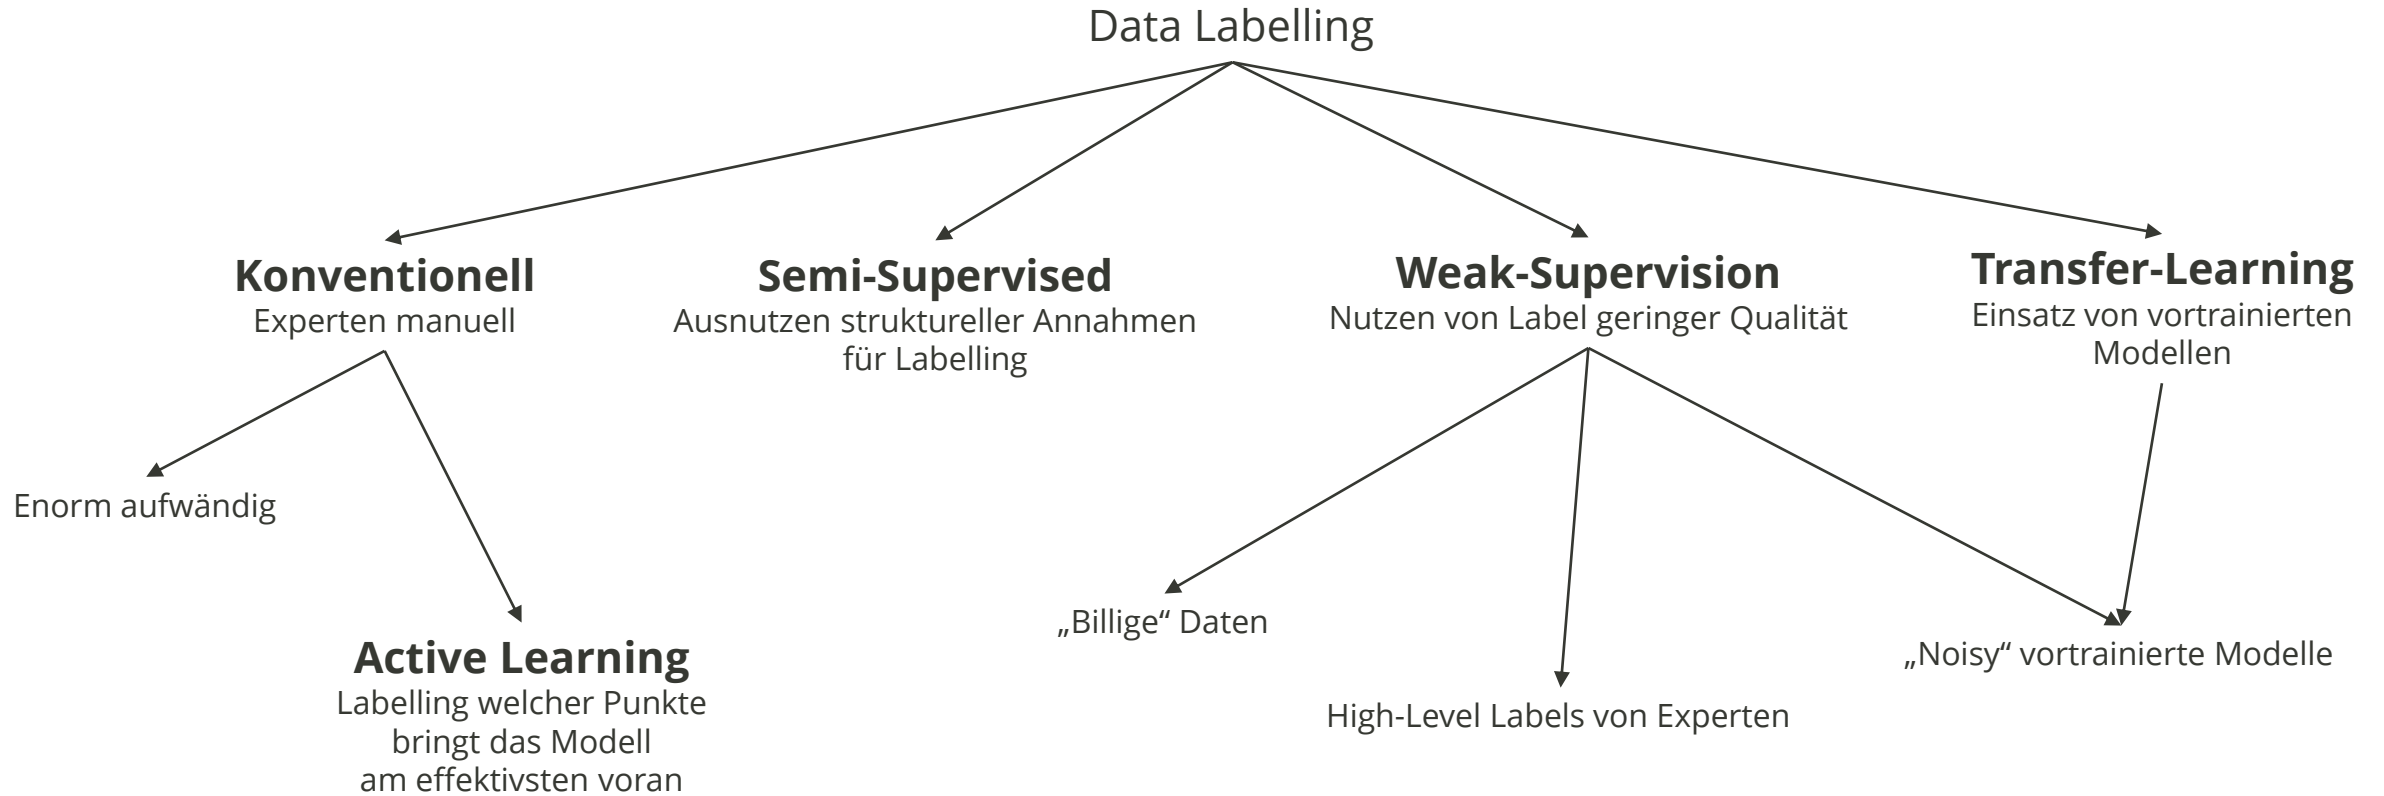 Data Labelling
Konventionell
Experten manuell
Semi-Supervised
Ausnutzen struktureller Annahmen
für Labelling
Weak-Supervision
Nutzen von Label geringer Qualität
Transfer-Learning
Einsatz von vortrainierten
Modellen
Enorm aufwändig
Active Learning
Labelling welcher Punkte
bringt das Modell
am effektivsten voran
„Billige“ Daten
High-Level Labels von Experten
„Noisy“ vortrainierte Modelle